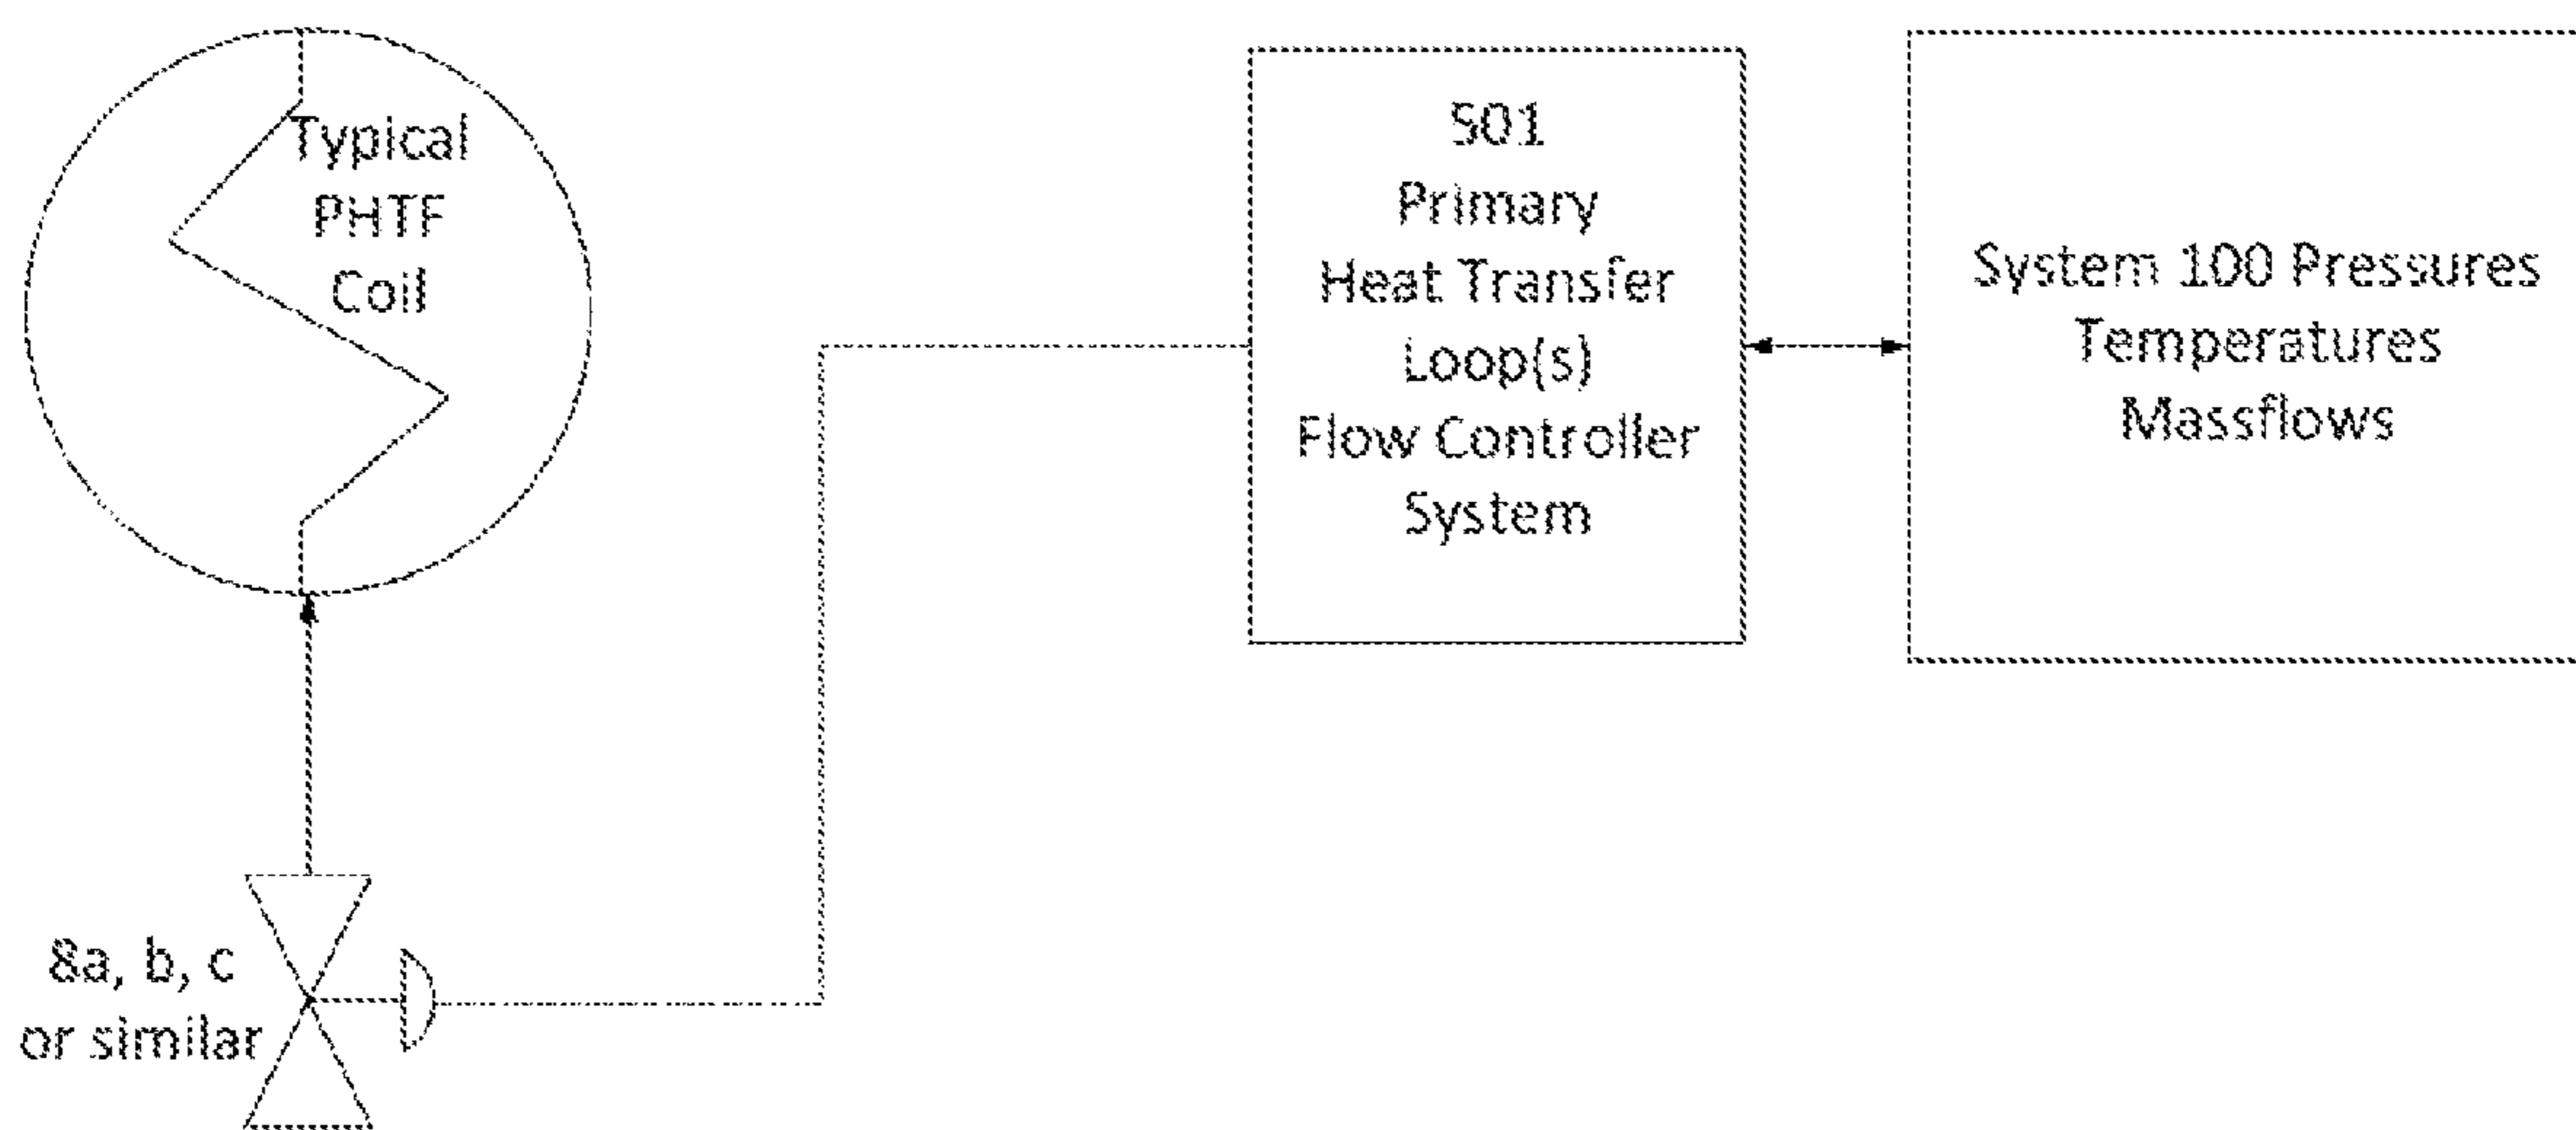 Typical
PHTF
Coil
501
Primary
Heat Transfer
Loop(s)
Flow Controller
System
System 100 Pressures
Temperatures
Massflows
8a, b, c
or similar